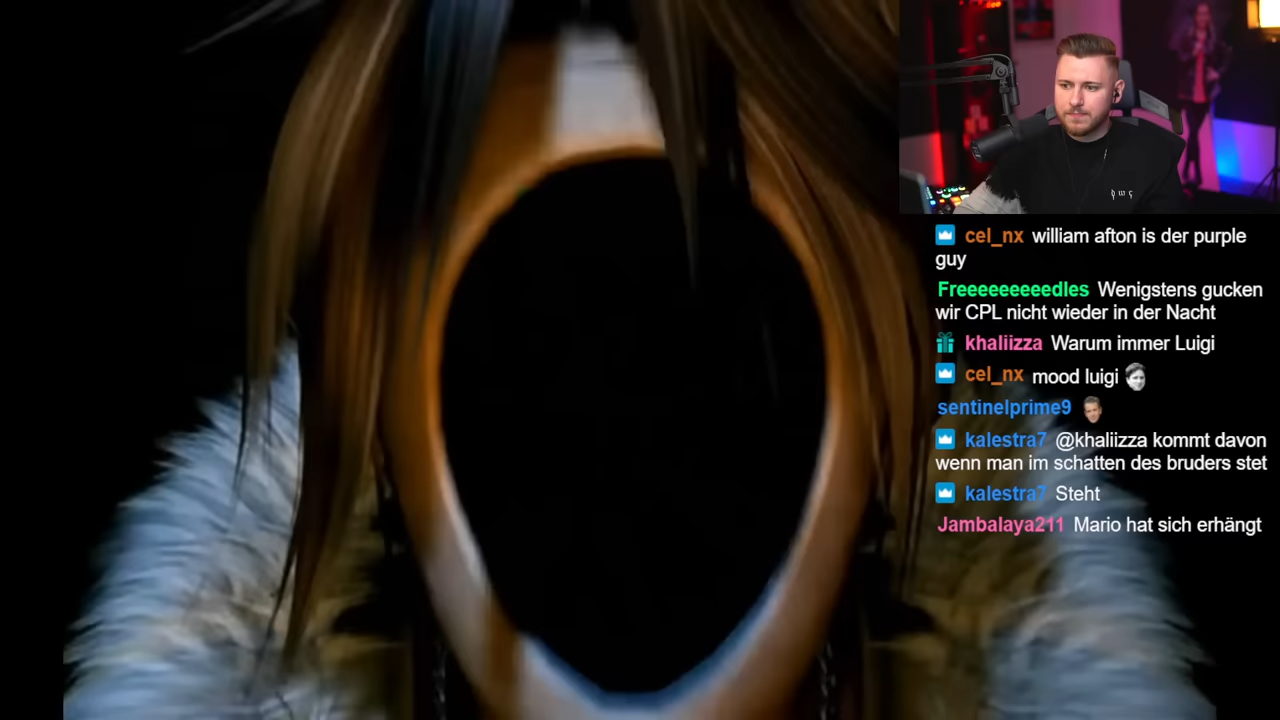 cel_nx william afton is der purple
guy
Freeeeeeeeedles Wenigstens gucken
wir CPL nicht wieder in der Nacht
khaliizza Warum immer Luigi
cel_nx mood luigi
sentinelprime9
kalestra7 @khaliizza kommt davon
wenn man im schatten des bruders stet
kalestra7 Steht
Jambalaya211 Mario hat sich erhängt